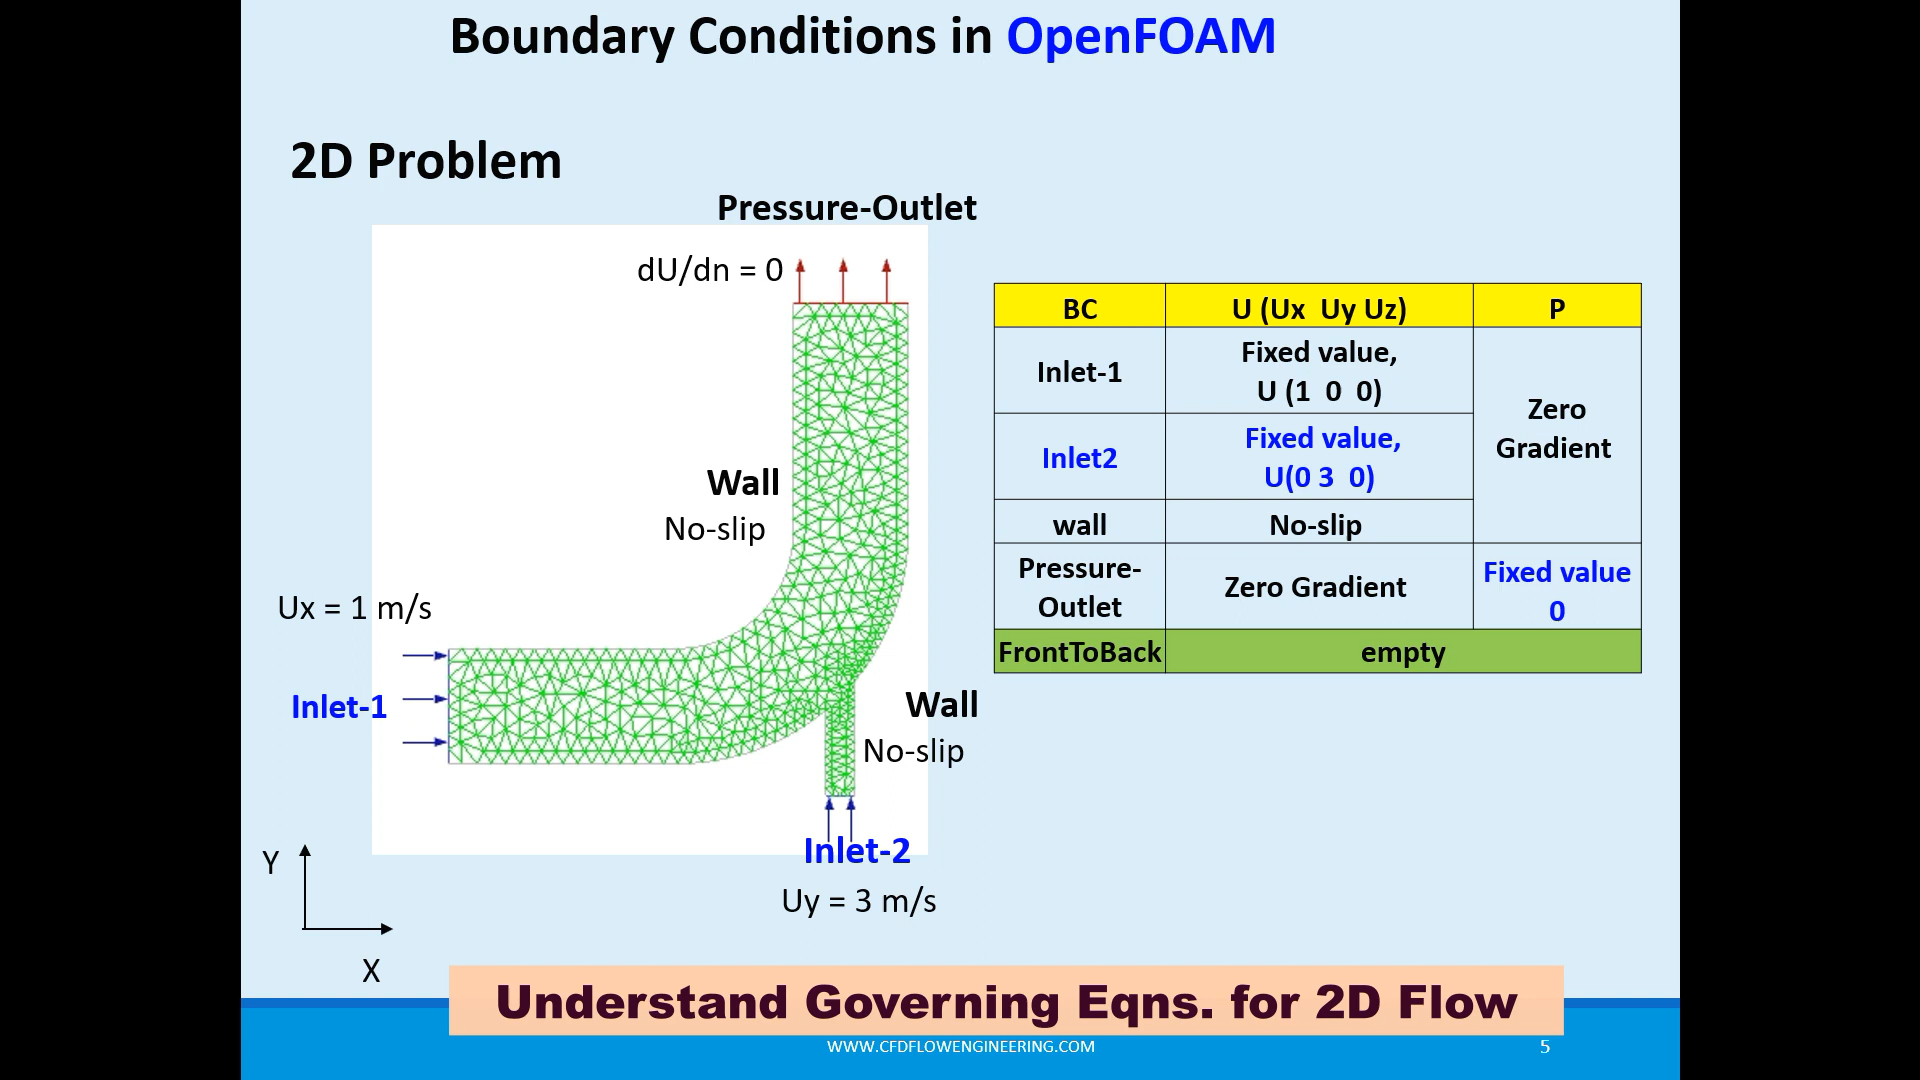 Boundary Conditions in OpenFOAM
2D Problem
Pressure-Outlet
dU/dn = 0
Wall
No-slip
Ux = 1 m/s
Inlet-1
Wall
No-slip
Inlet-2
Uy = 3 m/s
Y
X
BC
U (Ux Uy Uz)
P
Inlet-1
Fixed value,
U (1 0 0)
Zero
Gradient
Inlet2
Fixed value,
U(0 3 0)
wall
No-slip
Pressure-
Outlet
Zero Gradient
Fixed value
0
FrontToBack
empty
Understand Governing Eqns. for 2D Flow
WWW.CFDFLOWENGINEERING.COM
5